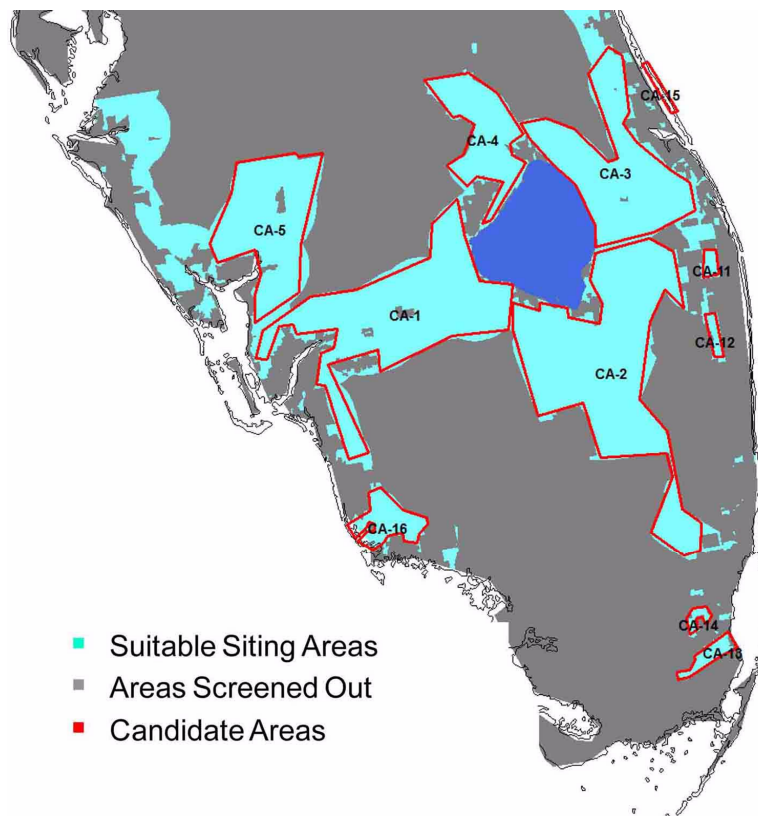 CA-15
CA-4
CA-3
CA-5
CA-11
CA-1
CA-12
CA-2
CA-16
CA-14
CA-13
Suitable Siting Areas
Areas Screened Out
Candidate Areas